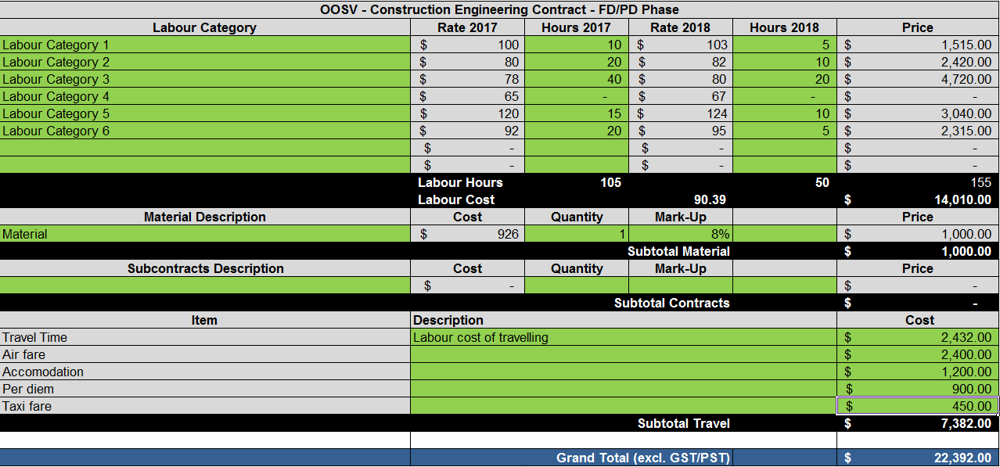 OOSV - Construction Engineering Contract - FD/PD Phase
Labour Category Rate 2017 Hours 2017 Rate 2018 Hours 2018 Price
Labour Category 1 $ 100 10 $ 103 5 $ 1,515.00
Labour Category 2 $ 80 20 $ 82 10 $ 2,420.00
Labour Category 3 $ 78 40 $ 80 20 $ 4,720.00
Labour Category 4 $ 65 - $ 67 - $ -
Labour Category 5 $ 120 15 $ 124 10 $ 3,040.00
Labour Category 6 $ 92 20 $ 95 5 $ 2,315.00
$ - $ - $ -
$ - $ - $ -
Labour Hours 105 50 155
Labour Cost 90.39 $ 14,010.00
Material Description Cost Quantity Mark-Up Price
Material $ 926 1 8% $ 1,000.00
Subtotal Material $ 1,000.00
Subcontracts Description Cost Quantity Mark-Up Price
$ - $ -
Subtotal Contracts $ -
Item Description Cost
Travel Time Labour cost of travelling $ 2,432.00
Air fare $ 2,400.00
Accomodation $ 1,200.00
Per diem $ 900.00
Taxi fare $ 450.00
Subtotal Travel $ 7,382.00
Grand Total (excl. GST/PST) $ 22,392.00